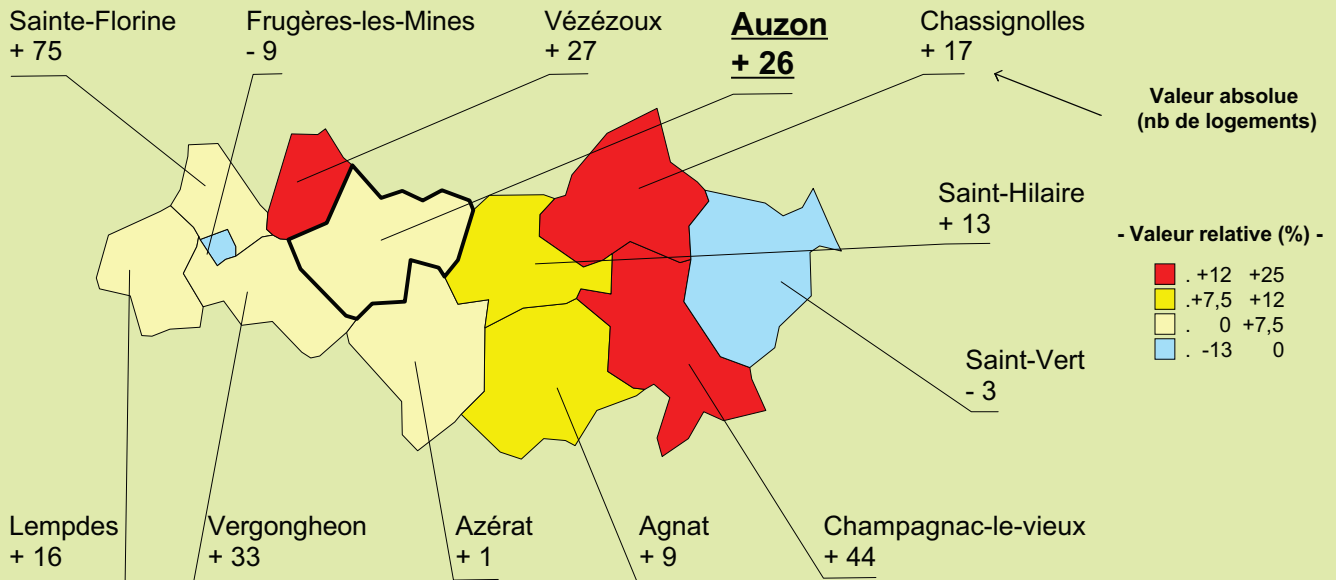 Sainte-Florine
+ 75
Frugères-les-Mines
- 9
Vézézoux
+ 27
Auzon
+ 26
Chassignolles
+ 17
Valeur absolue
(nb de logements)
Saint-Hilaire
+ 13
- Valeur relative (%) -
. +12 +25
.+7,5 +12
. 0 +7,5
. -13 0
Saint-Vert
- 3
Lempdes
+ 16
Vergongheon
+ 33
Azérat
+ 1
Agnat
+ 9
Champagnac-le-vieux
+ 44